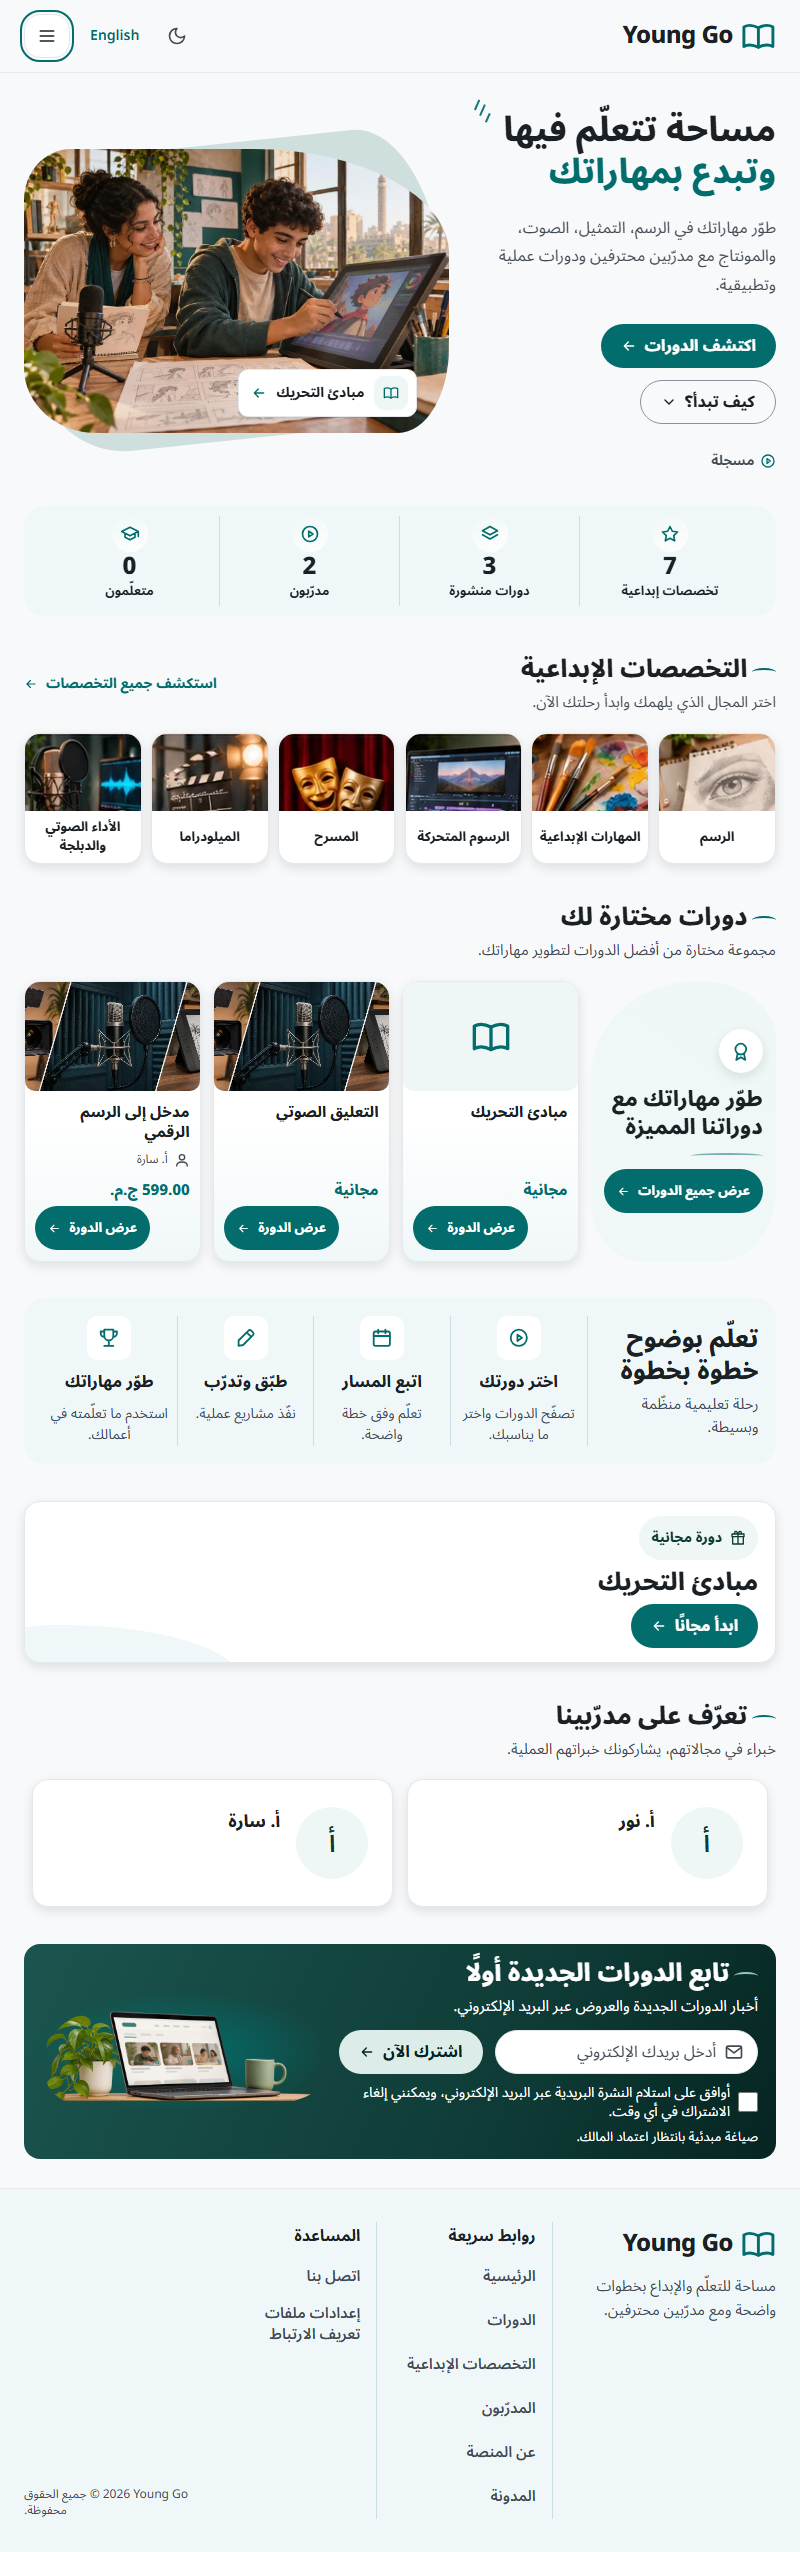 Young Go
English
مساحة تتعلّم فيها
وتبدع بمهاراتك
طوّر مهاراتك في الرسم، التمثيل، الصوت،
والمونتاج مع مدرّبين محترفين ودورات عملية
وتطبيقية.
اكتشف الدورات
كيف تبدأ؟
مسجلة
مبادئ التحريك
7
تخصصات إبداعية
3
دورات منشورة
2
مدرّبون
0
متعلّمون
التخصصات الإبداعية
اختر المجال الذي يلهمك وابدأ رحلتك الآن.
استكشف جميع التخصصات
الرسم
المهارات الإبداعية
الرسوم المتحركة
المسرح
الميلودراما
الأداء الصوتي
والدبلجة
دورات مختارة لك
مجموعة مختارة من أفضل الدورات لتطوير مهاراتك.
طوّر مهاراتك مع
دوراتنا المميزة
عرض جميع الدورات
مبادئ التحريك
مجانية
عرض الدورة
التعليق الصوتي
مجانية
عرض الدورة
مدخل إلى الرسم
الرقمي
أ. سارة
599.00 ج.م.
عرض الدورة
تعلّم بوضوح
خطوة بخطوة
رحلة تعليمية منظّمة
وبسيطة.
اختر دورتك
تصفّح الدورات واختر
ما يناسبك.
اتبع المسار
تعلّم وفق خطة
واضحة.
طبّق وتدرّب
نفّذ مشاريع عملية.
طوّر مهاراتك
استخدم ما تعلّمته في
أعمالك.
دورة مجانية
مبادئ التحريك
ابدأ مجانًا
تعرّف على مدرّبينا
خبراء في مجالاتهم، يشاركونك خبراتهم العملية.
أ
أ. نور
أ
أ. سارة
تابع الدورات الجديدة أولًا
أخبار الدورات الجديدة والعروض عبر البريد الإلكتروني.
أدخل بريدك الإلكتروني
اشترك الآن
أوافق على استلام النشرة البريدية عبر البريد الإلكتروني، ويمكنني إلغاء
الاشتراك في أي وقت.
صياغة مبدئية بانتظار اعتماد المالك.
Young Go
مساحة للتعلّم والإبداع بخطوات
واضحة ومع مدرّبين محترفين.
روابط سريعة
الرئيسية
الدورات
التخصصات الإبداعية
المدرّبون
عن المنصة
المدونة
المساعدة
اتصل بنا
إعدادات ملفات
تعريف الارتباط
Young Go 2026 © جميع الحقوق
محفوظة.